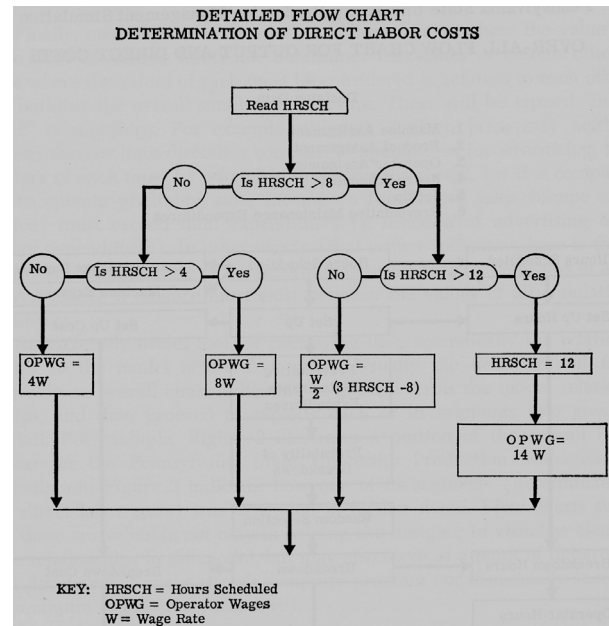 DETAILED FLOW CHART
DETERMINATION OF DIRECT LABOR COSTS
Read HRSCH
No
Is HRSCH > 8
Yes
No
Is HRSCH > 4
Yes
No
Is HRSCH > 12
Yes
OPWG =
4W
OPWG =
8W
OPWG =
W/2 (3 HRSCH -8)
HRSCH = 12
OPWG=
14 W
KEY: HRSCH = Hours Scheduled
OPWG = Operator Wages
W = Wage Rate